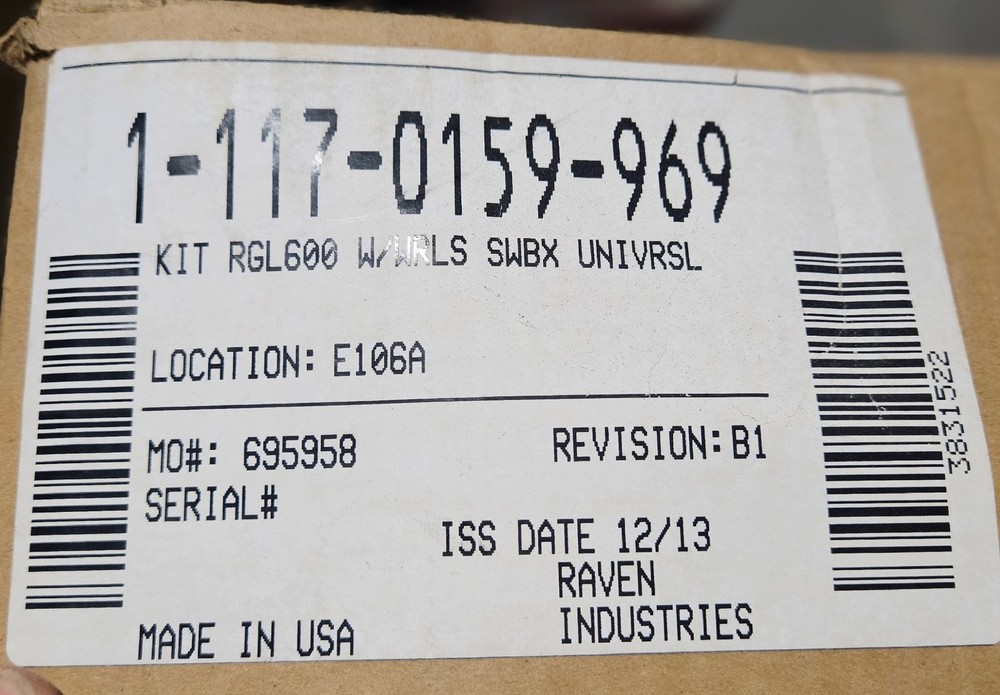 1-117-0159-969
KIT RGL600 W/WRLS SWBX UNIVRSL
LOCATION: E106A
MO#: 695958
REVISION: B1
SERIAL#
ISS DATE 12/13
RAVEN
INDUSTRIES
MADE IN USA
3831522